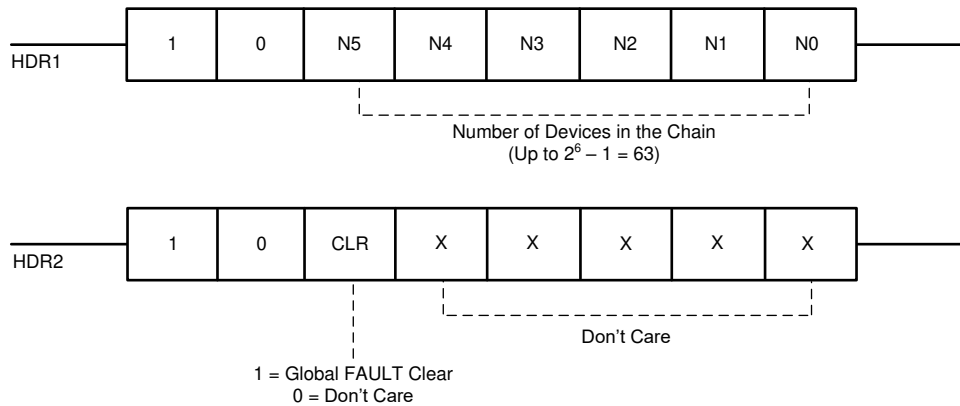 1 0 N5 N4 N3 N2 N1 N0
HDR1
Number of Devices in the Chain
(Up to 2⁶ – 1 = 63)
1 0 CLR X X X X X
HDR2
Don't Care
1 = Global FAULT Clear
0 = Don't Care